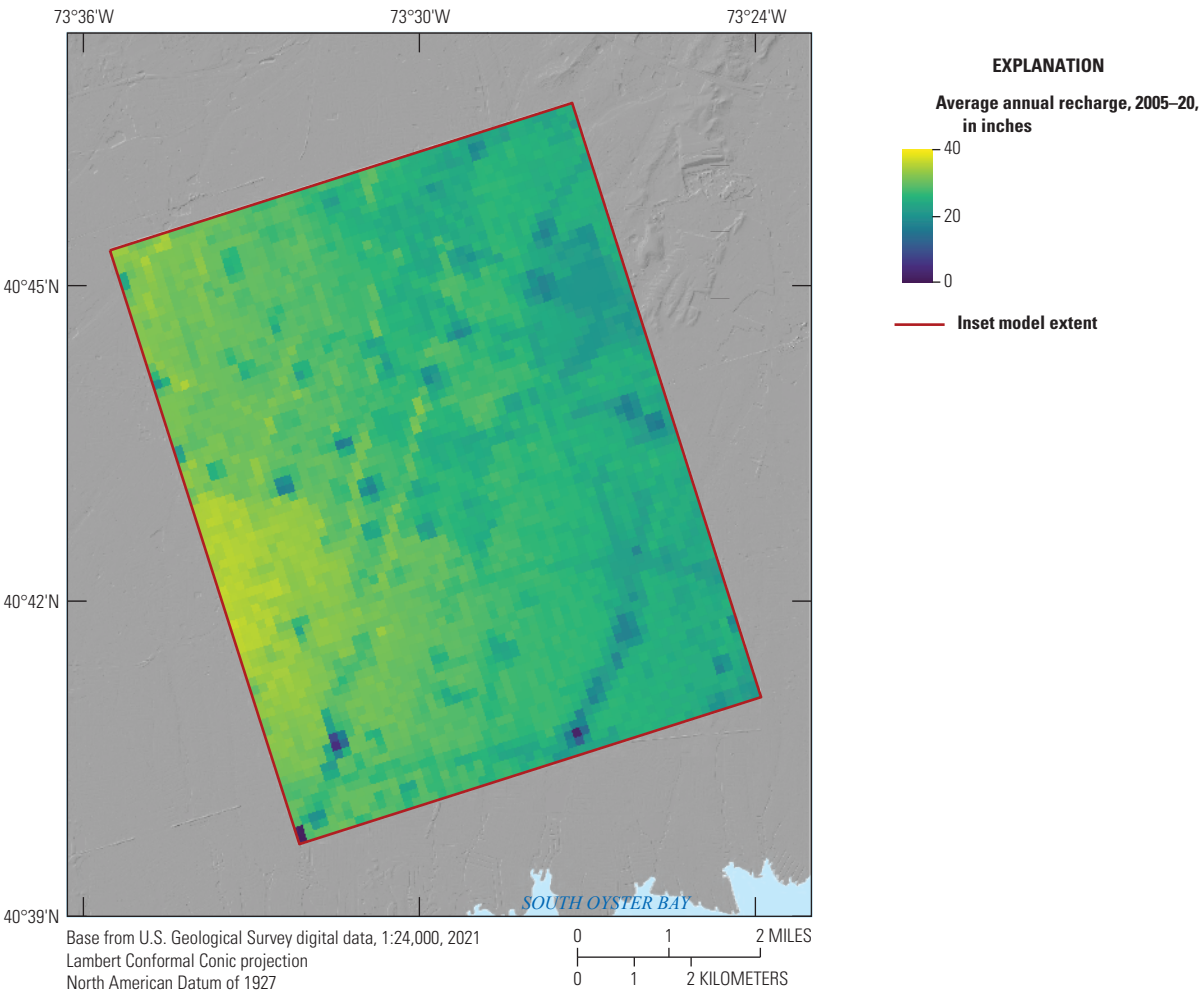 73°36'W
73°30'W
73°24'W
40°45'N
40°42'N
40°39'N
SOUTH OYSTER BAY
Base from U.S. Geological Survey digital data, 1:24,000, 2021
Lambert Conformal Conic projection
North American Datum of 1927
0 1 2 MILES
0 1 2 KILOMETERS
EXPLANATION
Average annual recharge, 2005–20,
in inches
40
20
0
Inset model extent